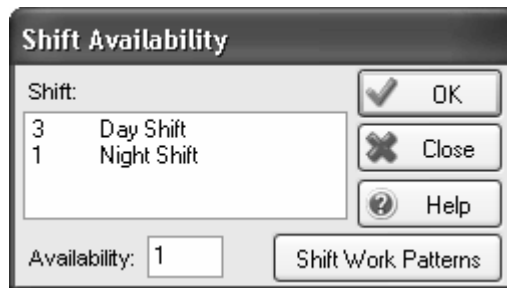 Shift Availability
Shift:
OK
3 Day Shift
1 Night Shift
Close
Help
Availability: 1
Shift Work Patterns